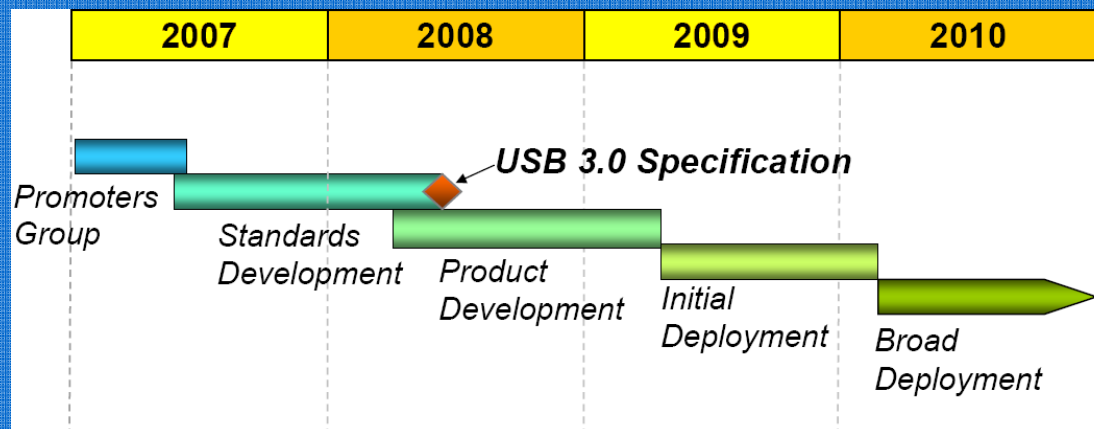 2007 2008 2009 2010
USB 3.0 Specification
Promoters
Group
Standards
Development
Product
Development
Initial
Deployment
Broad
Deployment